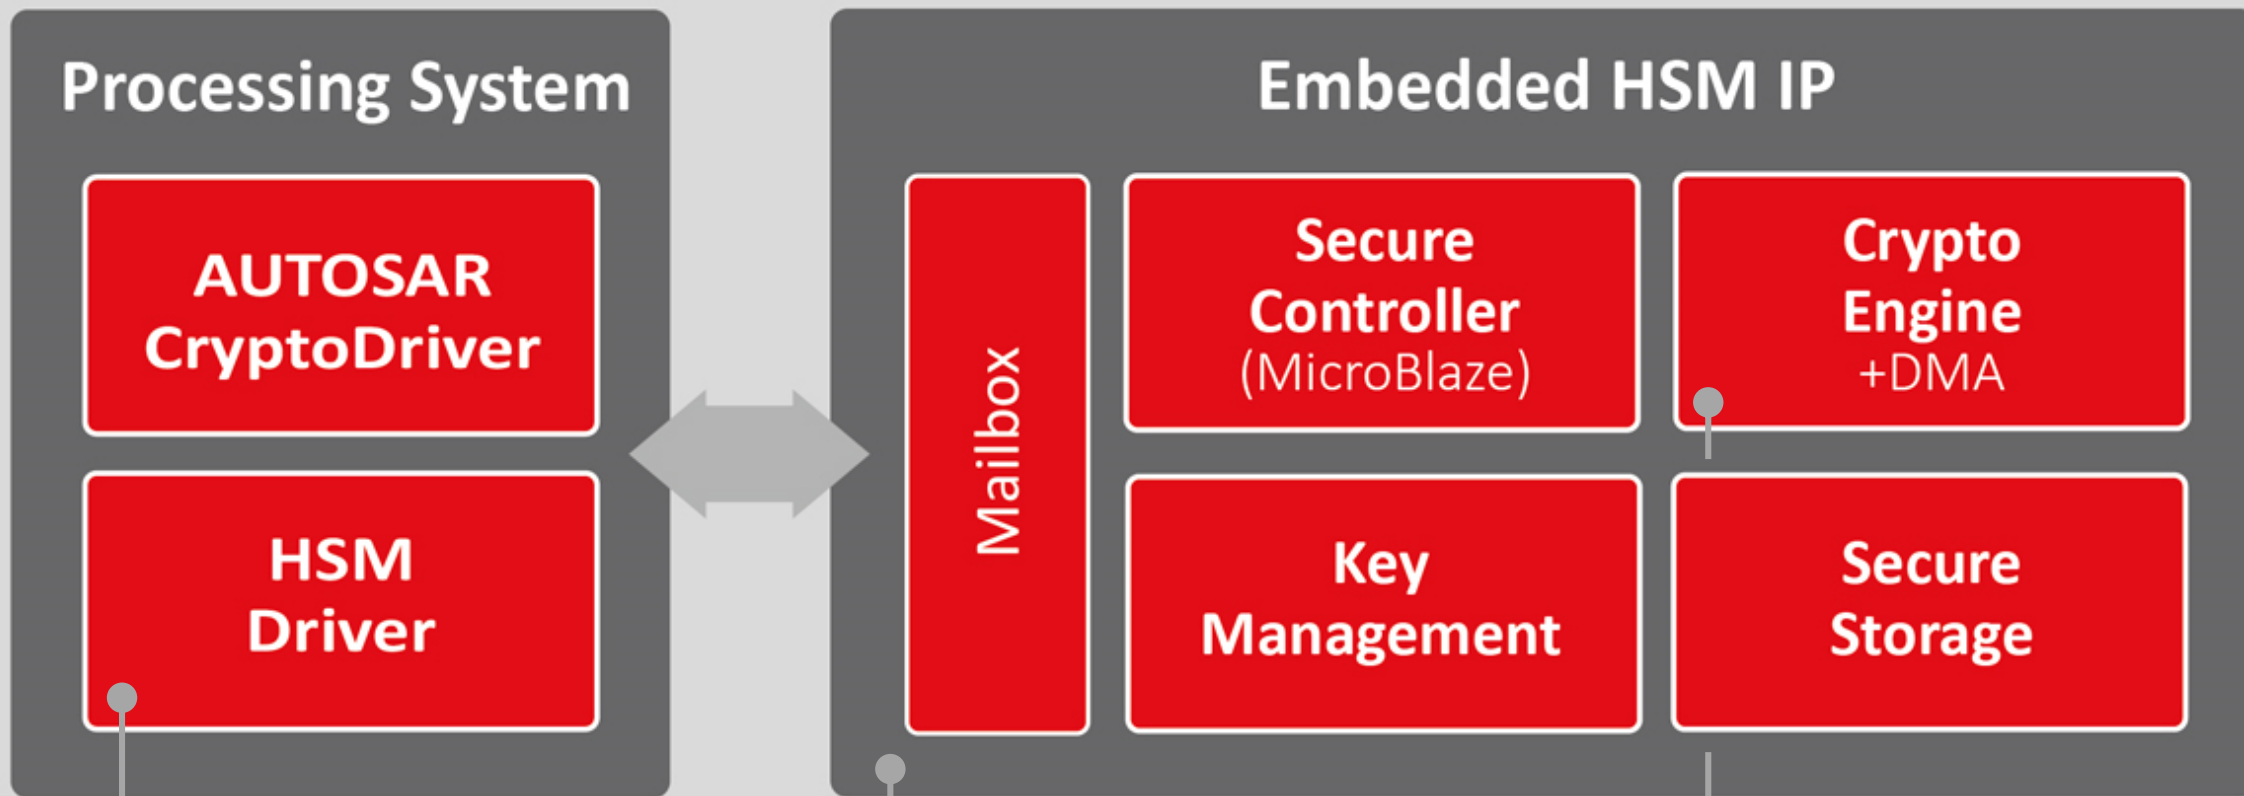 Processing System
AUTOSAR
CryptoDriver
HSM
Driver
Embedded HSM IP
Mailbox
Secure
Controller
(MicroBlaze)
Crypto
Engine
+DMA
Key
Management
Secure
Storage